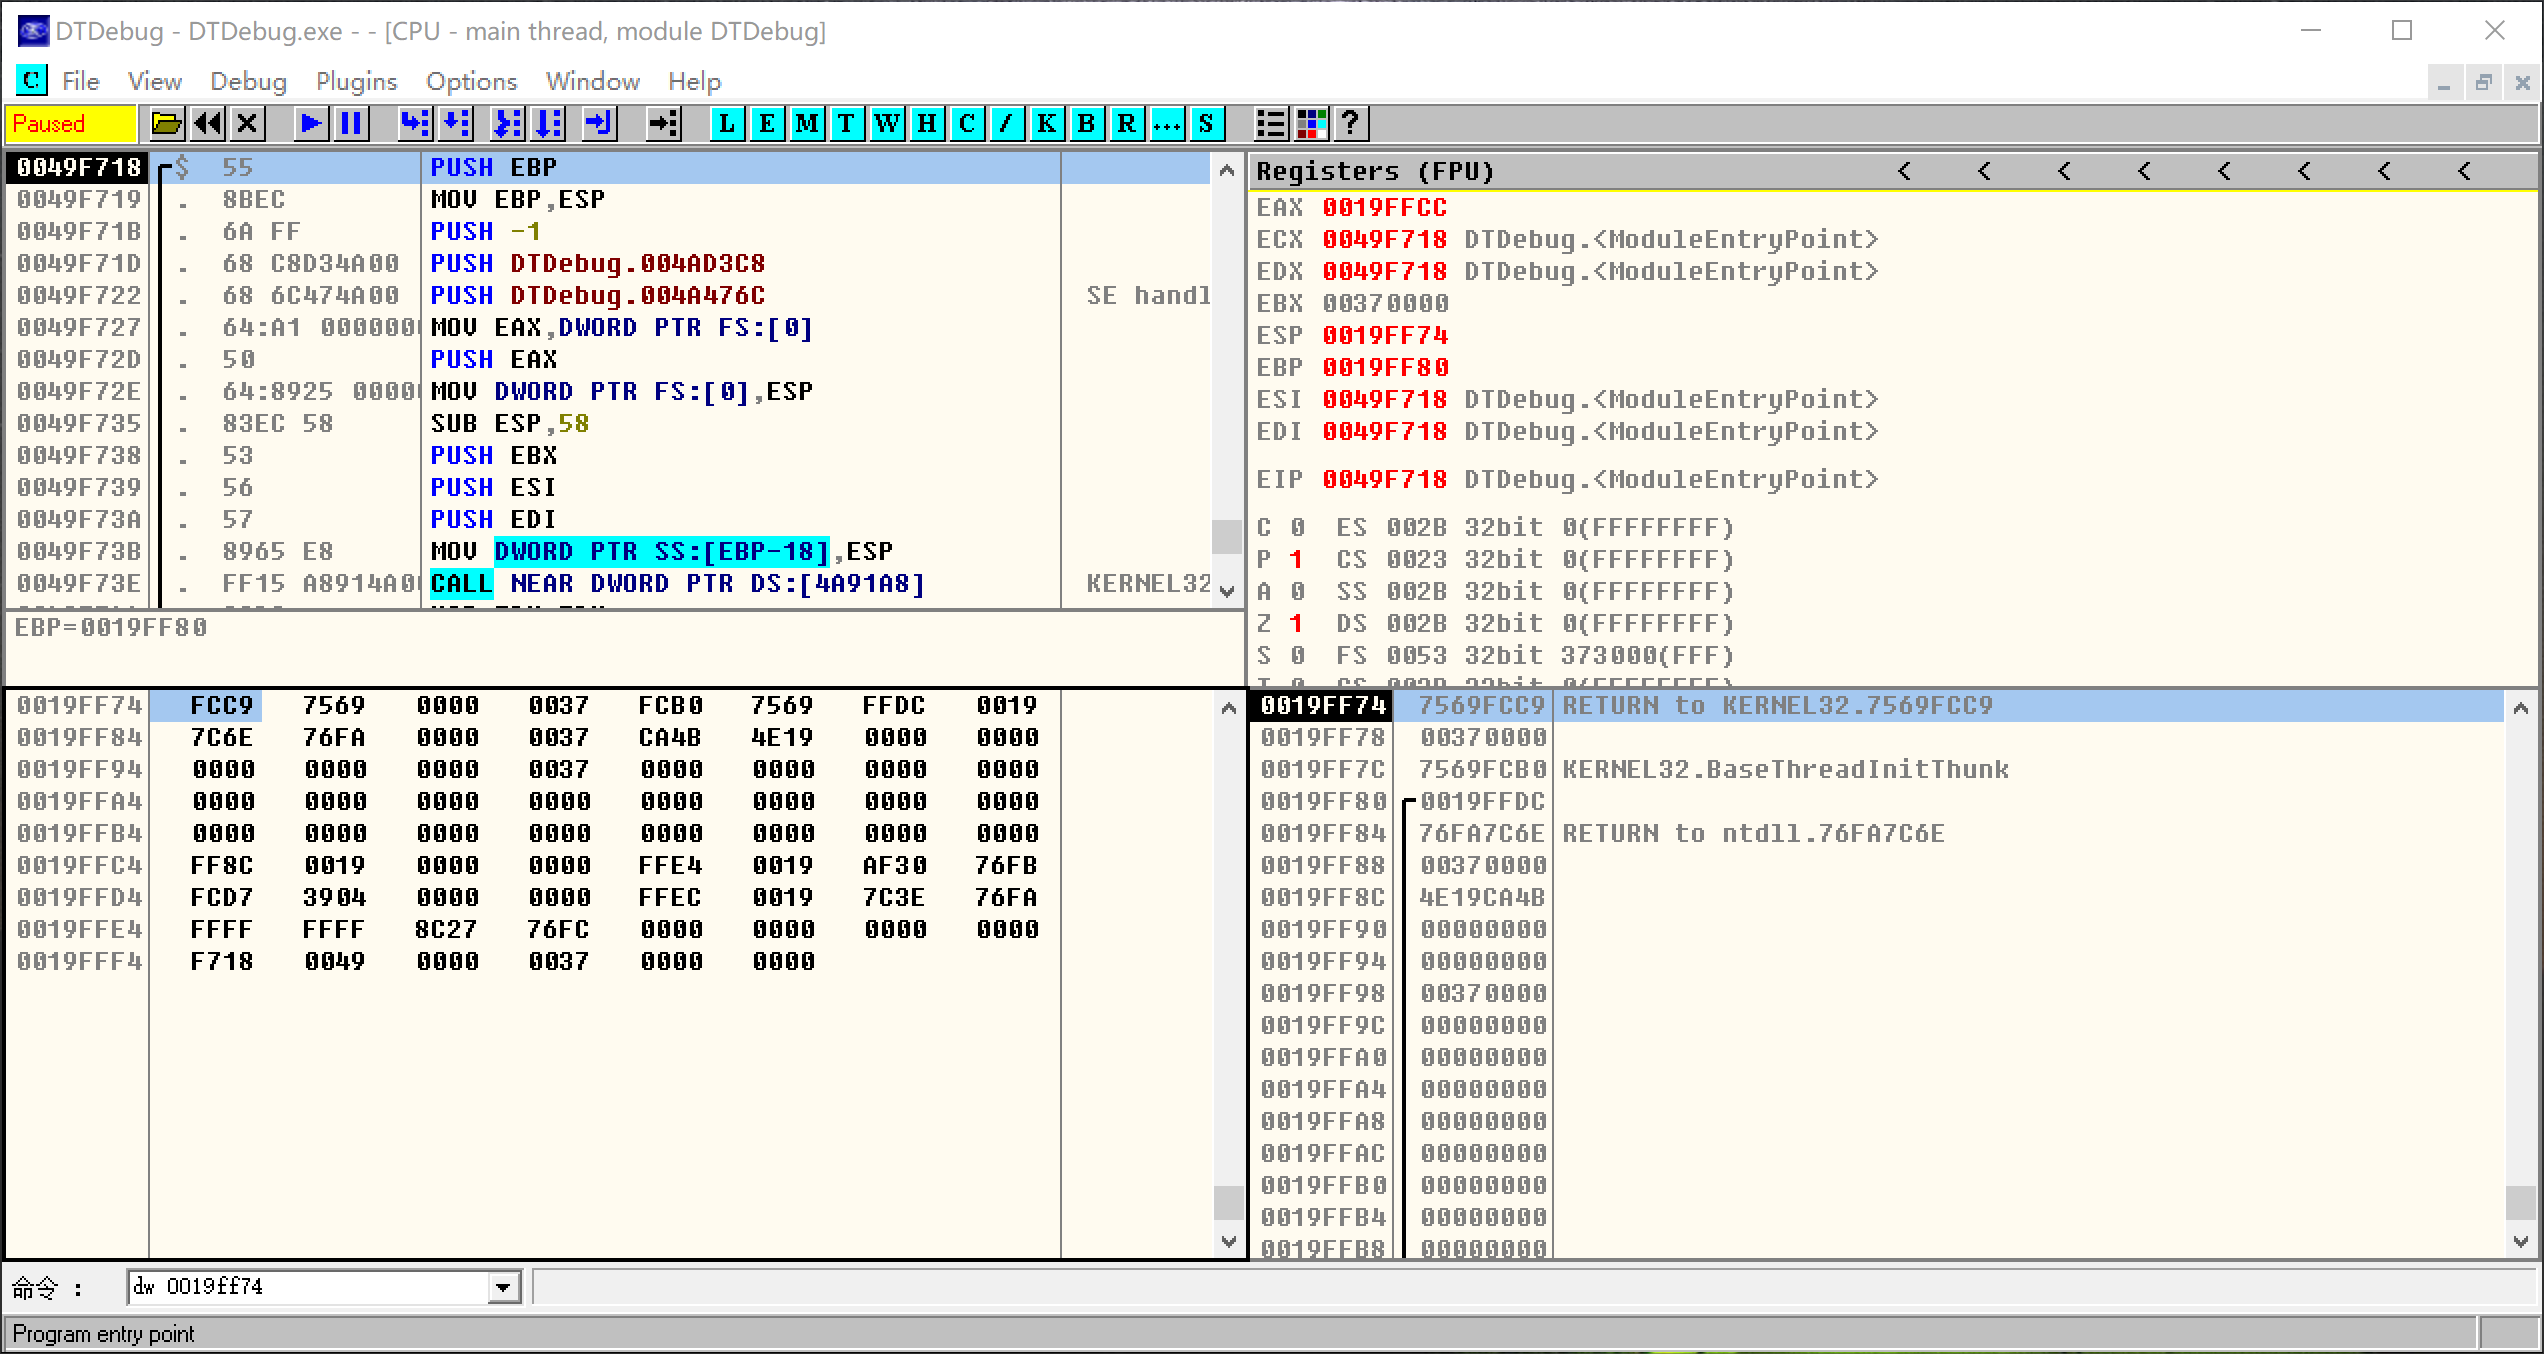 DTDebug - DTDebug.exe - - [CPU - main thread, module DTDebug]
C File View Debug Plugins Options Window Help
Paused L E M T W H C / K B R ... S ?
0049F718 $ 55 PUSH EBP
0049F719 . 8BEC MOV EBP,ESP
0049F71B . 6A FF PUSH -1
0049F71D . 68 C8D34A00 PUSH DTDebug.004AD3C8
0049F722 . 68 6C474A00 PUSH DTDebug.004A476C SE handl
0049F727 . 64:A1 0000000 MOV EAX,DWORD PTR FS:[0]
0049F72D . 50 PUSH EAX
0049F72E . 64:8925 0000 MOV DWORD PTR FS:[0],ESP
0049F735 . 83EC 58 SUB ESP,58
0049F738 . 53 PUSH EBX
0049F739 . 56 PUSH ESI
0049F73A . 57 PUSH EDI
0049F73B . 8965 E8 MOV DWORD PTR SS:[EBP-18],ESP
0049F73E . FF15 A8914A00 CALL NEAR DWORD PTR DS:[4A91A8] KERNEL32
EBP=0019FF80
Registers (FPU) < < < < < < < <
EAX 0019FFCC
ECX 0049F718 DTDebug.<ModuleEntryPoint>
EDX 0049F718 DTDebug.<ModuleEntryPoint>
EBX 00370000
ESP 0019FF74
EBP 0019FF80
ESI 0049F718 DTDebug.<ModuleEntryPoint>
EDI 0049F718 DTDebug.<ModuleEntryPoint>
EIP 0049F718 DTDebug.<ModuleEntryPoint>
C 0 ES 002B 32bit 0(FFFFFFFF)
P 1 CS 0023 32bit 0(FFFFFFFF)
A 0 SS 002B 32bit 0(FFFFFFFF)
Z 1 DS 002B 32bit 0(FFFFFFFF)
S 0 FS 0053 32bit 373000(FFF)
0019FF74 FCC9 7569 0000 0037 FCB0 7569 FFDC 0019
0019FF84 7C6E 76FA 0000 0037 CA4B 4E19 0000 0000
0019FF94 0000 0000 0000 0037 0000 0000 0000 0000
0019FFA4 0000 0000 0000 0000 0000 0000 0000 0000
0019FFB4 0000 0000 0000 0000 0000 0000 0000 0000
0019FFC4 FF8C 0019 0000 0000 FFE4 0019 AF30 76FB
0019FFD4 FCD7 3904 0000 0000 FFEC 0019 7C3E 76FA
0019FFE4 FFFF FFFF 8C27 76FC 0000 0000 0000 0000
0019FFF4 F718 0049 0000 0037 0000 0000
0019FF74 7569FCC9 RETURN to KERNEL32.7569FCC9
0019FF78 00370000
0019FF7C 7569FCB0 KERNEL32.BaseThreadInitThunk
0019FF80 0019FFDC
0019FF84 76FA7C6E RETURN to ntdll.76FA7C6E
0019FF88 00370000
0019FF8C 4E19CA4B
0019FF90 00000000
0019FF94 00000000
0019FF98 00370000
0019FF9C 00000000
0019FFA0 00000000
0019FFA4 00000000
0019FFA8 00000000
0019FFAC 00000000
0019FFB0 00000000
0019FFB4 00000000
0019FFB8 00000000
命令 : dw 0019ff74
Program entry point